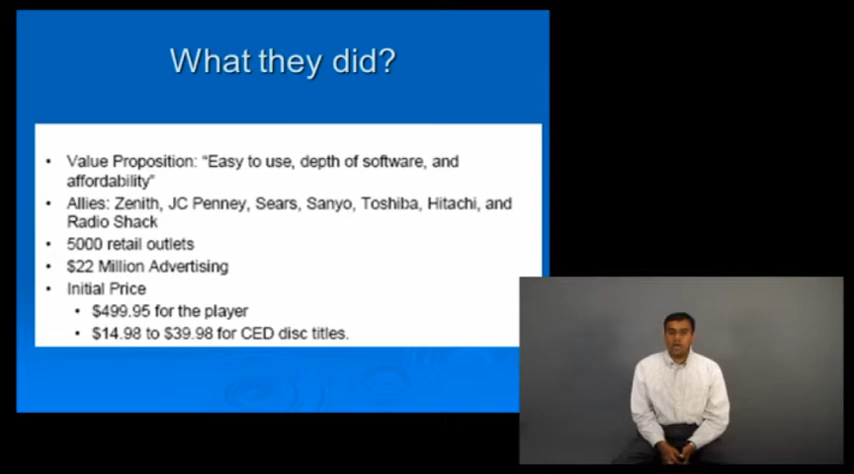 What they did?
• Value Proposition: “Easy to use, depth of software, and
affordability”
• Allies: Zenith, JC Penney, Sears, Sanyo, Toshiba, Hitachi, and
Radio Shack
• 5000 retail outlets
• $22 Million Advertising
• Initial Price
• $499.95 for the player
• $14.98 to $39.98 for CED disc titles.